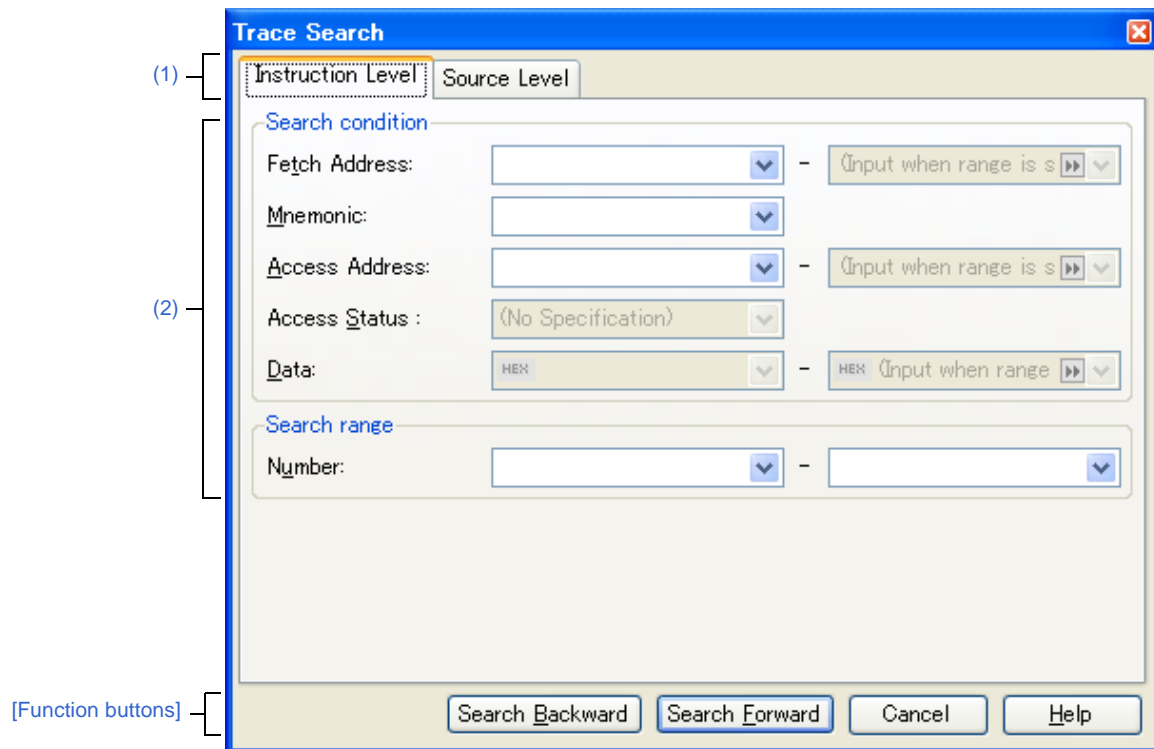 Trace Search
(1)
Instruction Level Source Level
Search condition
Fetch Address: - (Input when range is s
Mnemonic:
Access Address: - (Input when range is s
(2)
Access Status : (No Specification)
Data: HEX - HEX (Input when range
Search range
Number: -
[Function buttons]
Search Backward Search Forward Cancel Help